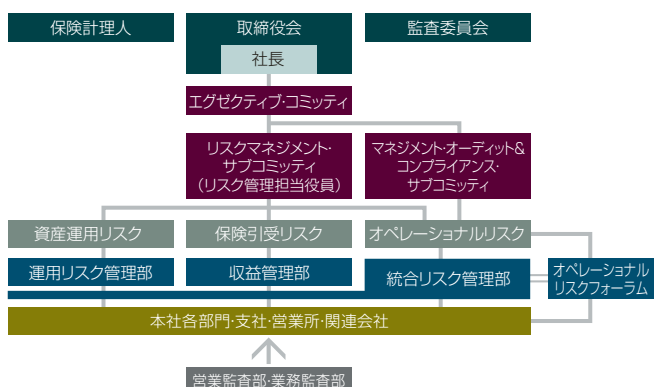 保険計理人
取締役会
監査委員会
社長
エグゼクティブ・コミッティ
リスクマネジメント・
サブコミッティ
（リスク管理担当役員）
マネジメント・オーディット&
コンプライアンス・
サブコミッティ
資産運用リスク
保険引受リスク
オペレーショナルリスク
運用リスク管理部
収益管理部
統合リスク管理部
オペレーショナル
リスクフォーラム
本社各部門・支社・営業所・関連会社
営業監査部・業務監査部